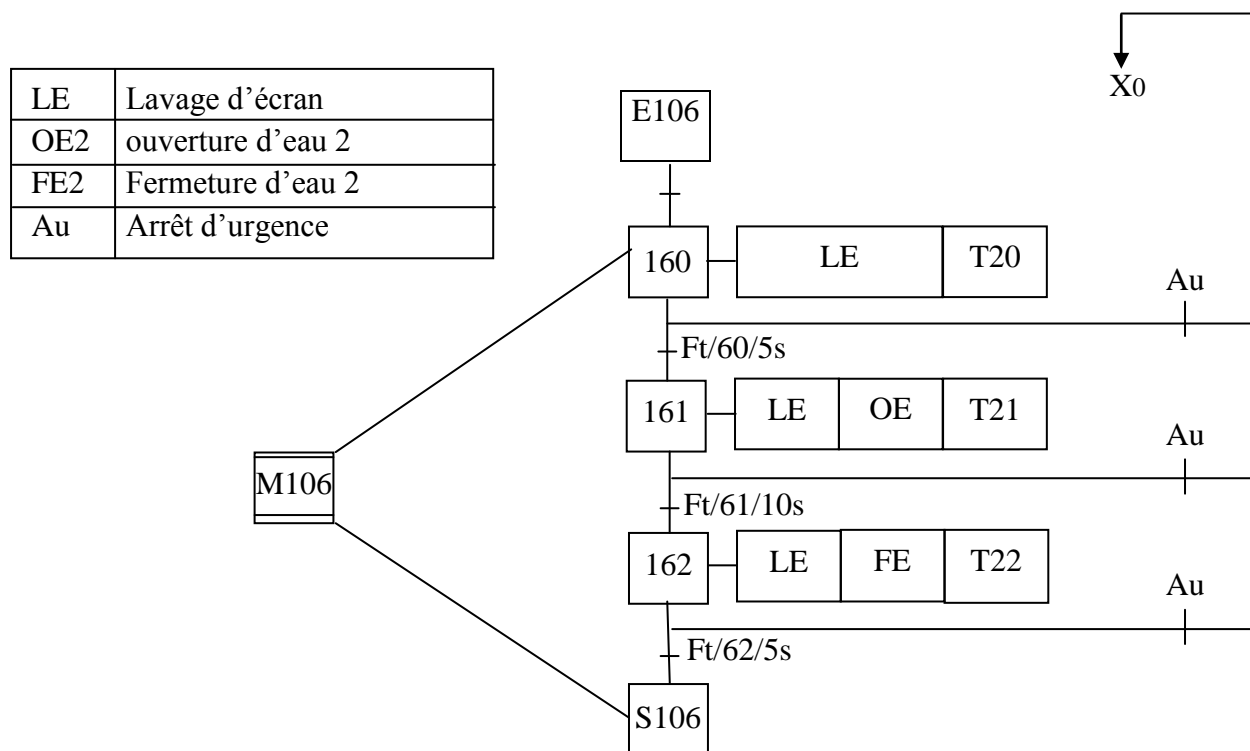 X0
LE Lavage d'écran
OE2 ouverture d'eau 2
FE2 Fermeture d'eau 2
Au Arrêt d'urgence
E106
160 LE T20
Au
Ft/60/5s
161 LE OE T21
Au
M106
Ft/61/10s
162 LE FE T22
Au
Ft/62/5s
S106